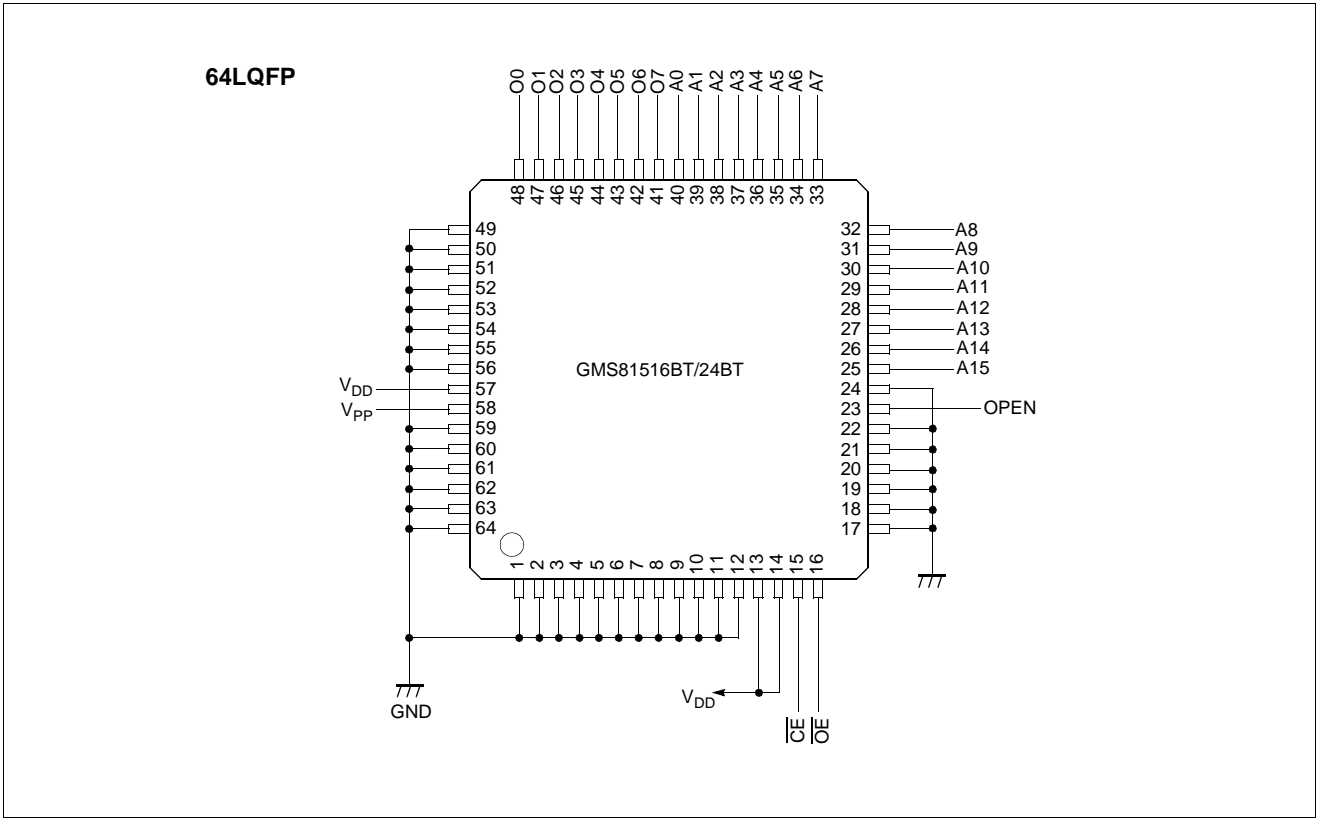 64LQFP
O0 O1 O2 O3 O4 O5 O6 O7 A0 A1 A2 A3 A4 A5 A6 A7
48 47 46 45 44 43 42 41 40 39 38 37 36 35 34 33
49
50
51
52
53
54
55
56
VDD 57
VPP 58
59
60
61
62
63
64
GMS81516BT/24BT
32 A8
31 A9
30 A10
29 A11
28 A12
27 A13
26 A14
25 A15
24
23 OPEN
22
21
20
19
18
17
1 2 3 4 5 6 7 8 9 10 11 12 13 14 15 16
GND
VDD
CE OE